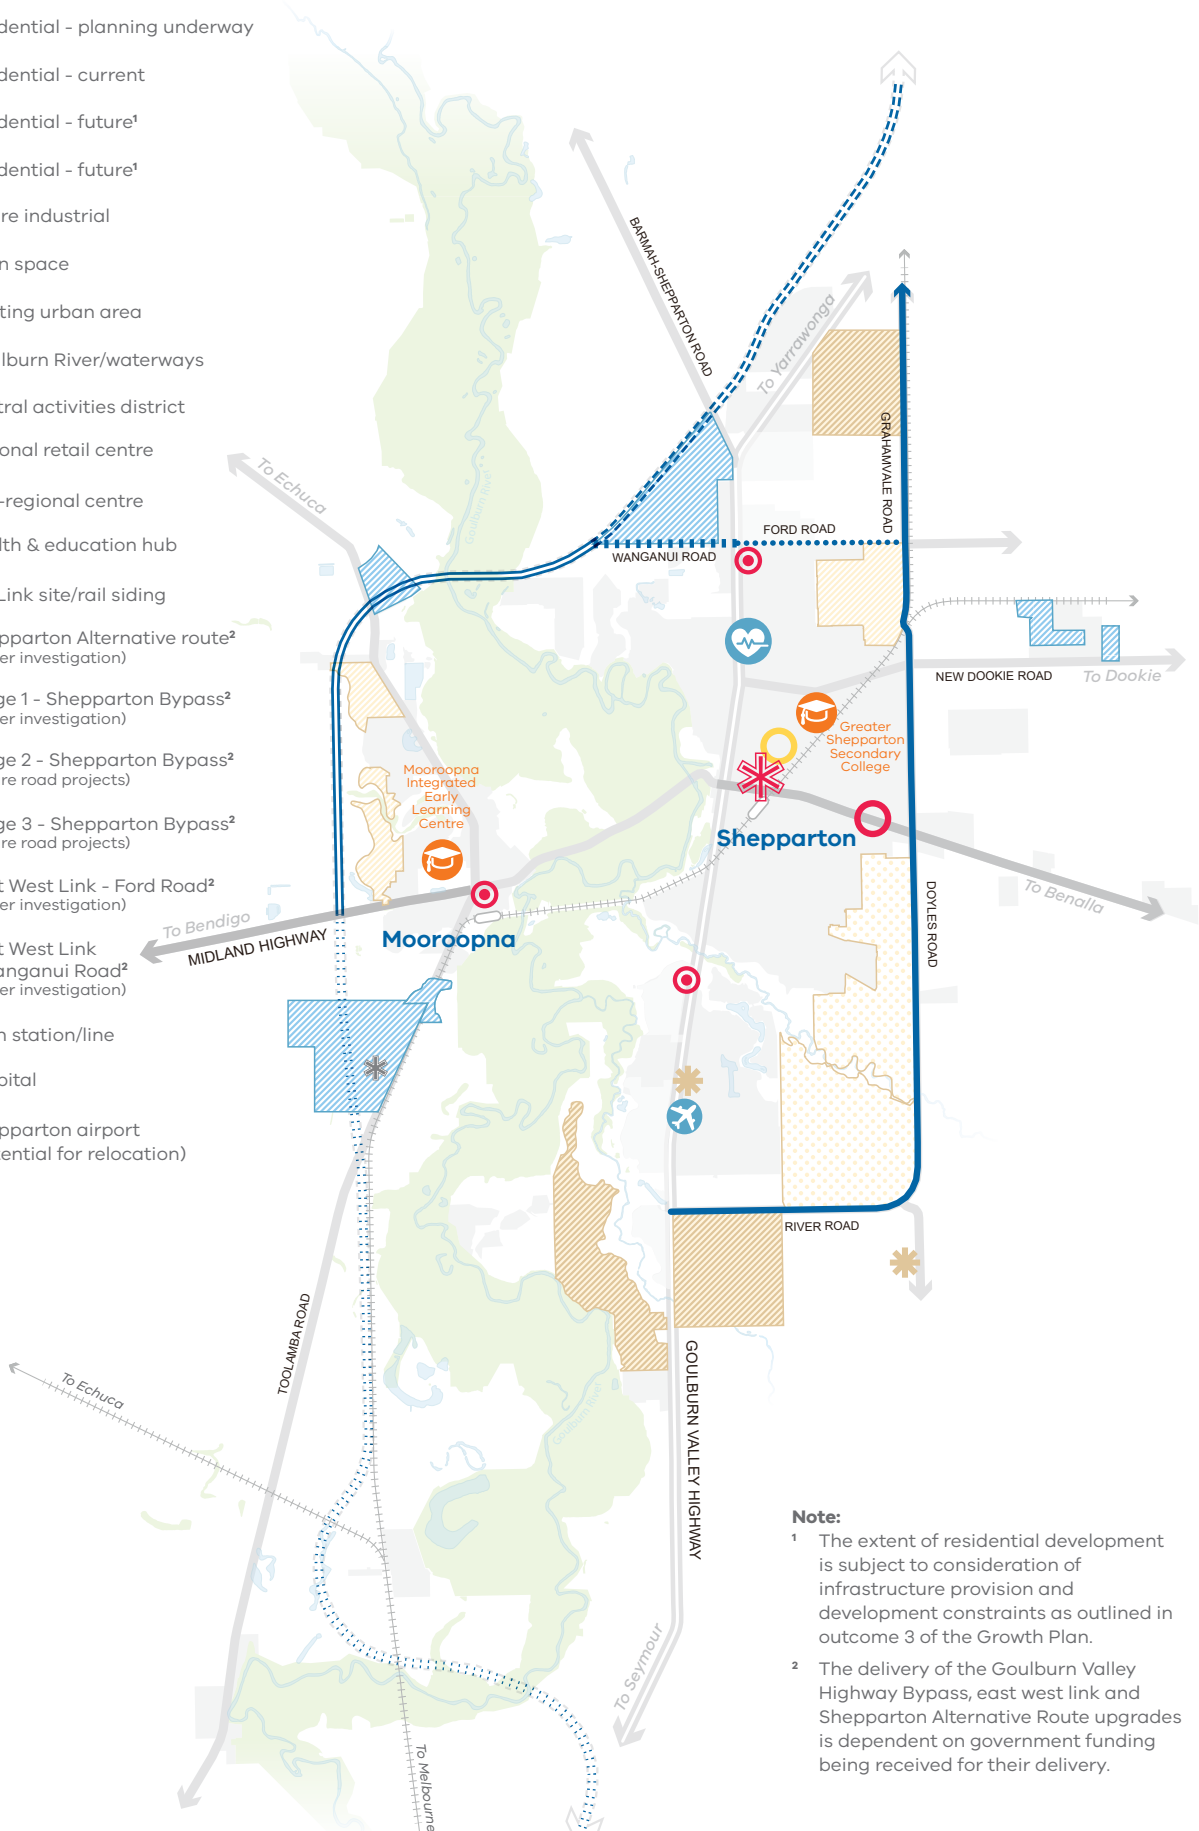 dential - planning underway
dential - current
dential - future¹
dential - future¹
re industrial
n space
ting urban area
lburn River/waterways
tral activities district
onal retail centre
-regional centre
lth & education hub
Link site/rail siding
pparton Alternative route²
er investigation)
ge 1 - Shepparton Bypass²
er investigation)
ge 2 - Shepparton Bypass²
re road projects)
ge 3 - Shepparton Bypass²
re road projects)
t West Link - Ford Road²
er investigation)
t West Link
anganui Road²
er investigation)
n station/line
pital
pparton airport
tential for relocation)
BARMAH-SHEPPARTON ROAD
To Yarrawonga
GRAHAMVALE ROAD
To Echuca
Goulburn River
FORD ROAD
WANGANUI ROAD
NEW DOOKIE ROAD
To Dookie
Greater
Shepparton
Secondary
College
Mooroopna
Integrated
Early
Learning
Centre
Shepparton
To Benalla
DOYLES ROAD
To Bendigo
MIDLAND HIGHWAY
Mooroopna
RIVER ROAD
TOOLAMBA ROAD
To Echuca
Goulburn River
GOULBURN VALLEY HIGHWAY
To Seymour
To Melbourne
Note:
¹ The extent of residential development
is subject to consideration of
infrastructure provision and
development constraints as outlined in
outcome 3 of the Growth Plan.
² The delivery of the Goulburn Valley
Highway Bypass, east west link and
Shepparton Alternative Route upgrades
is dependent on government funding
being received for their delivery.